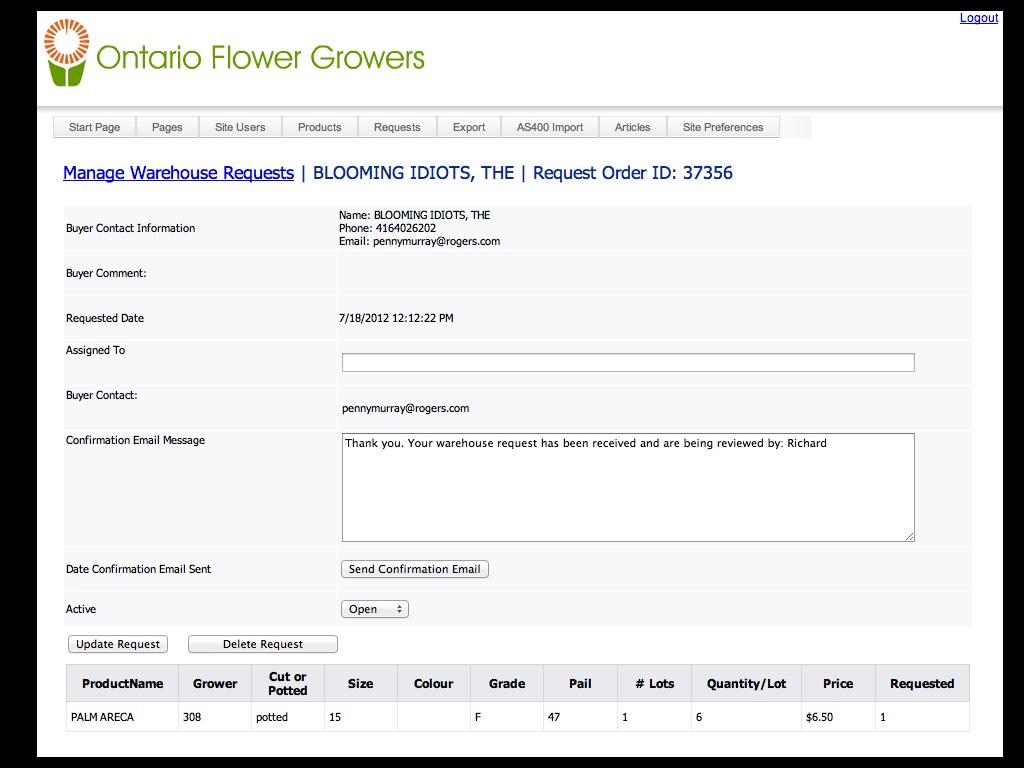 Logout
Ontario Flower Growers
Start Page Pages Site Users Products Requests Export AS400 Import Articles Site Preferences
Manage Warehouse Requests | BLOOMING IDIOTS, THE | Request Order ID: 37356
Name: BLOOMING IDIOTS, THE
Buyer Contact Information Phone: 4164026202
Email: pennymurray@rogers.com
Buyer Comment:
Requested Date 7/18/2012 12:12:22 PM
Assigned To
Buyer Contact:
pennymurray@rogers.com
Confirmation Email Message Thank you. Your warehouse request has been received and are being reviewed by: Richard
Date Confirmation Email Sent Send Confirmation Email
Active Open
Update Request Delete Request
ProductName Grower Cut or Potted Size Colour Grade Pail # Lots Quantity/Lot Price Requested
PALM ARECA 308 potted 15 F 47 1 6 $6.50 1